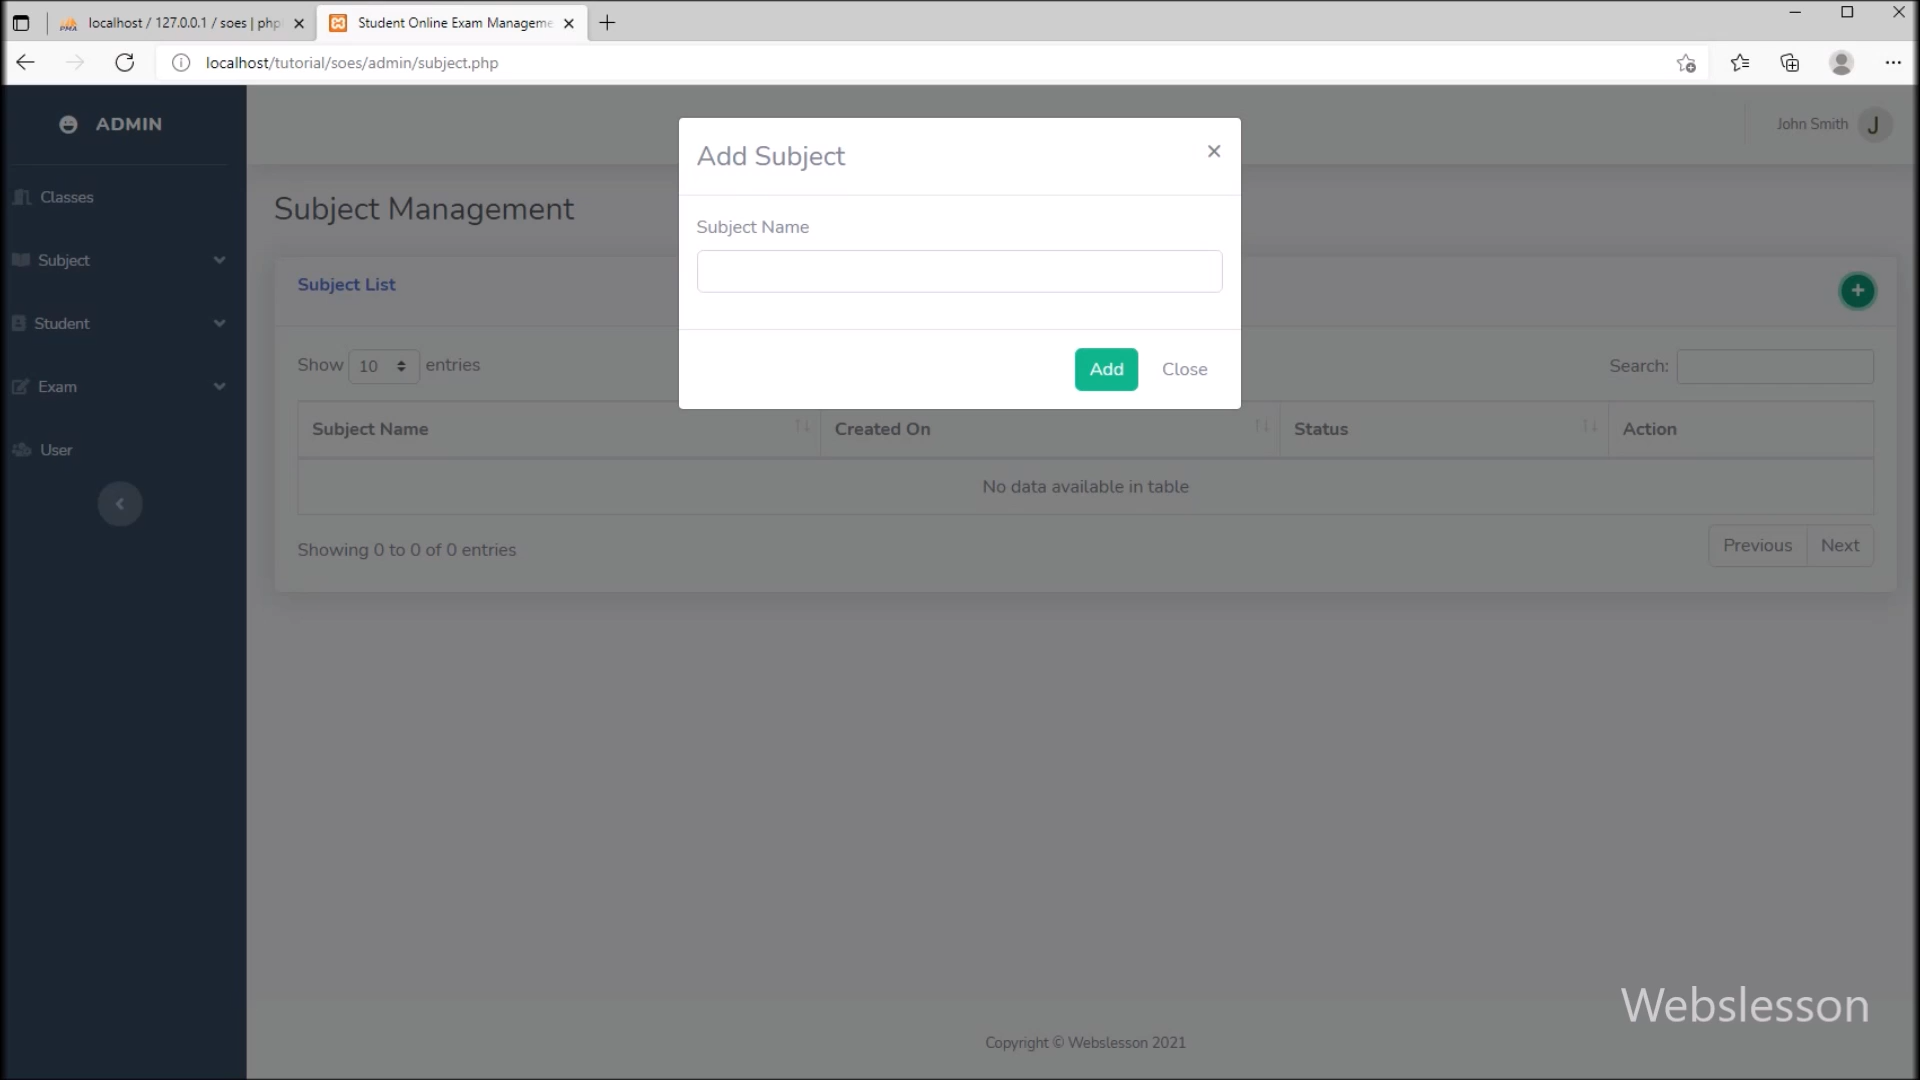 localhost / 127.0.0.1 / soes | php
Student Online Exam Manageme
localhost/tutorial/soes/admin/subject.php
ADMIN
John Smith J
Classes
Subject
Student
Exam
User
Subject Management
Subject List
Show 10 entries
Search:
Subject Name Created On Status Action
No data available in table
Showing 0 to 0 of 0 entries
Previous Next
Add Subject
Subject Name
Add Close
Webslesson
Copyright © Webslesson 2021